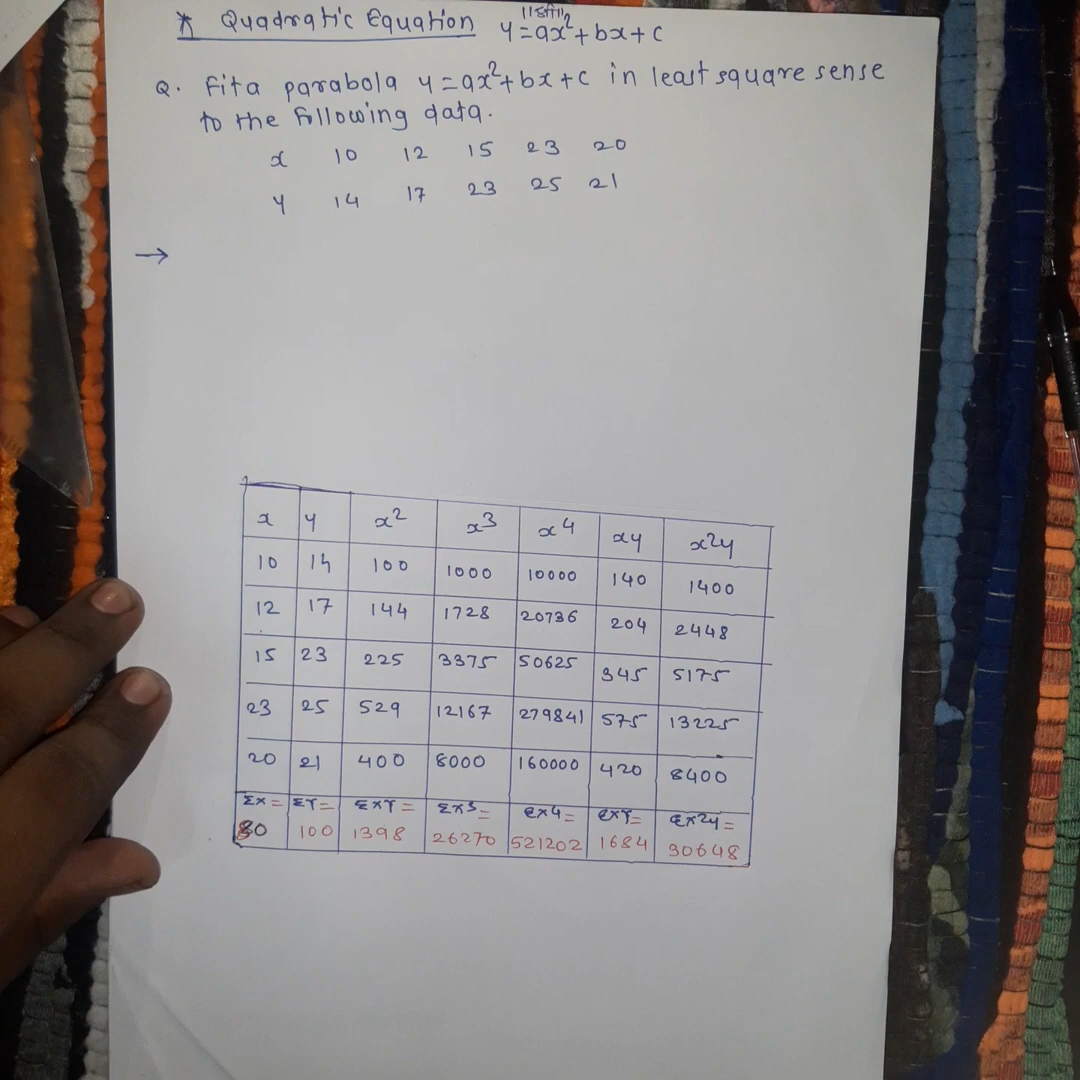 * Quadratic Equation y=ax²+bx+c
Q. Fit a parabola y=ax²+bx+c in least square sense
to the following data.
x 10 12 15 23 20
y 14 17 23 25 21
→
x y x² x³ x⁴ xy x²y
10 14 100 1000 10000 140 1400
12 17 144 1728 20736 204 2448
15 23 225 3375 50625 345 5175
23 25 529 12167 279841 575 13225
20 21 400 8000 160000 420 8400
Σx= ΣY= ΣXY= ΣX3= ΣX4= ΣXY= ΣX2y=
80 100 1398 26270 521202 1684 30648